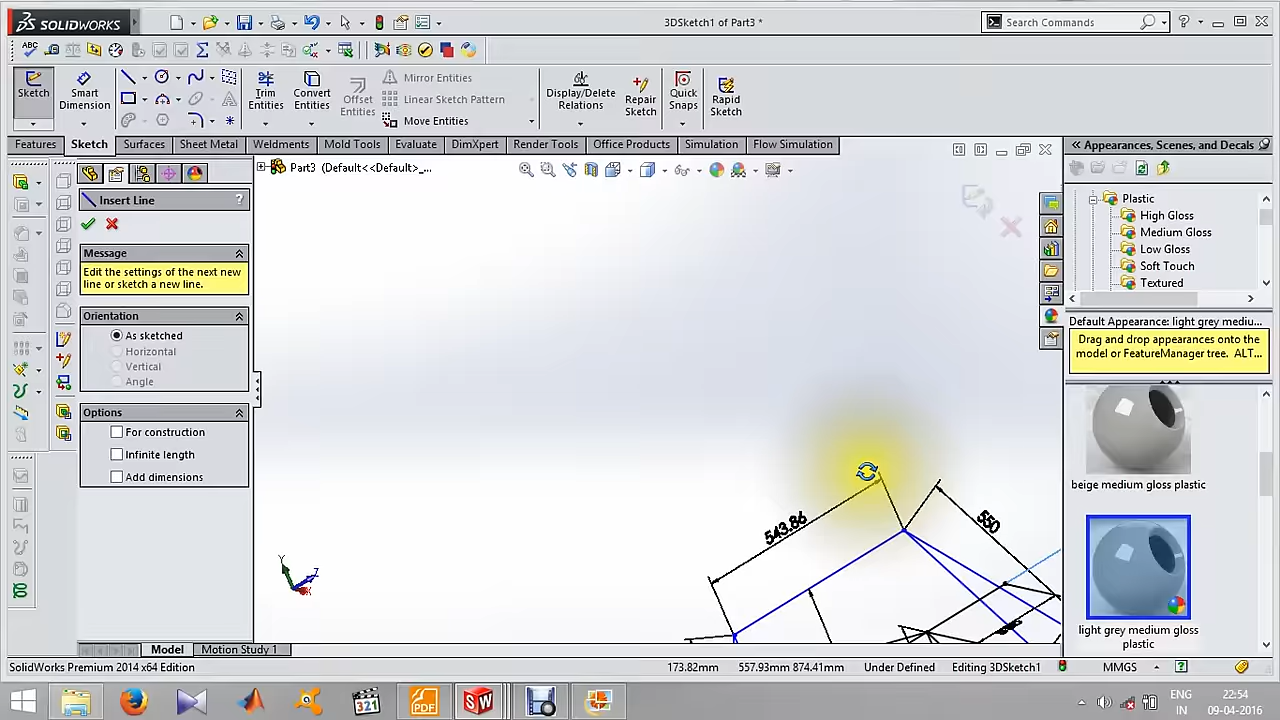 SOLIDWORKS
3DSketch1 of Part3 *
Search Commands
ABC
Sketch
Smart
Dimension
Trim
Entities
Convert
Entities
Offset
Entities
Mirror Entities
Linear Sketch Pattern
Move Entities
Display/Delete
Relations
Repair
Sketch
Quick
Snaps
Rapid
Sketch
Features
Sketch
Surfaces
Sheet Metal
Weldments
Mold Tools
Evaluate
DimXpert
Render Tools
Office Products
Simulation
Flow Simulation
Insert Line
?
Message
Edit the settings of the next new
line or sketch a new line.
Orientation
As sketched
Horizontal
Vertical
Angle
Options
For construction
Infinite length
Add dimensions
Part3 (Default<<Default>_...
543.86
550
Y
Z
X
Appearances, Scenes, and Decals
Plastic
High Gloss
Medium Gloss
Low Gloss
Soft Touch
Textured
Default Appearance: light grey mediu...
Drag and drop appearances onto the
model or FeatureManager tree. ALT...
beige medium gloss plastic
light grey medium gloss
plastic
Model
Motion Study 1
SolidWorks Premium 2014 x64 Edition
173.82mm
557.93mm 874.41mm
Under Defined
Editing 3DSketch1
MMGS
?
321
PDF
SW
ENG
IN
22:54
09-04-2016